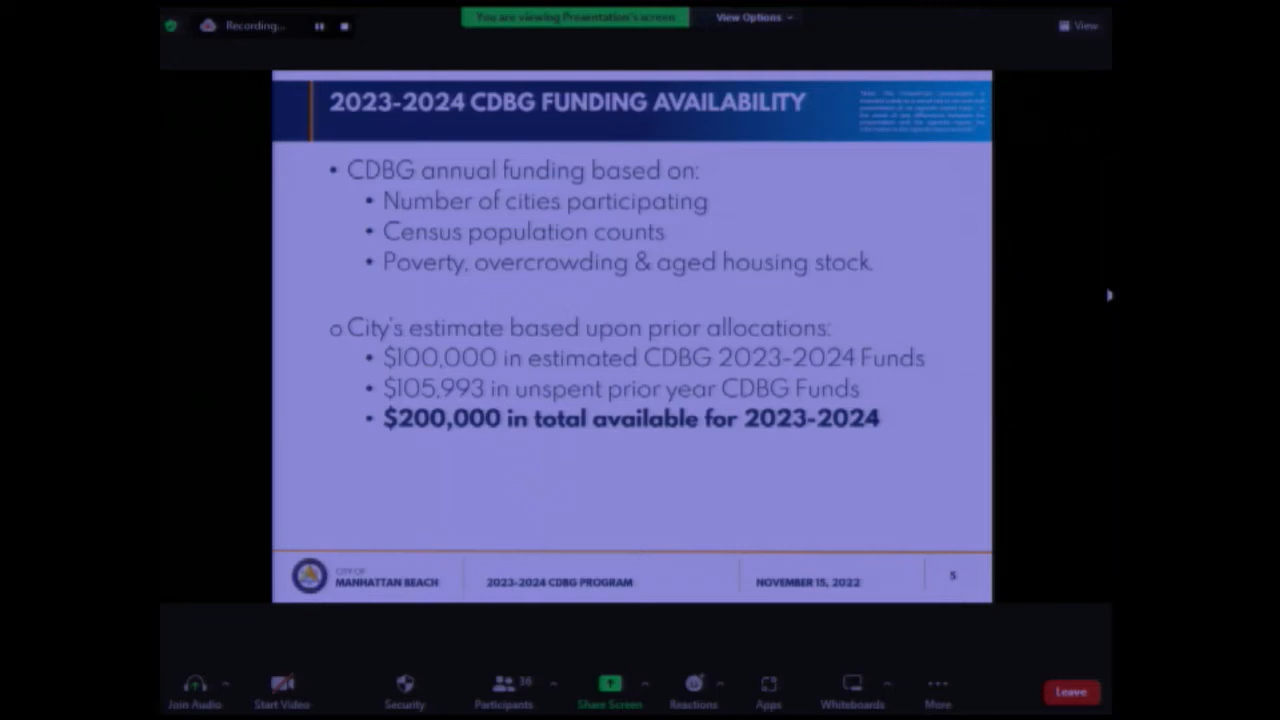 Recording...
You are viewing Presentation's screen
View Options
View
2023-2024 CDBG FUNDING AVAILABILITY
• CDBG annual funding based on:
• Number of cities participating
• Census population counts
• Poverty, overcrowding & aged housing stock.
o City's estimate based upon prior allocations:
• $100,000 in estimated CDBG 2023-2024 Funds
• $105,993 in unspent prior year CDBG Funds
• $200,000 in total available for 2023-2024
CITY OF
MANHATTAN BEACH
2023-2024 CDBG PROGRAM
NOVEMBER 15, 2022
5
Join Audio
Start Video
Security
Participants
36
Share Screen
Reactions
Apps
Whiteboards
More
Leave